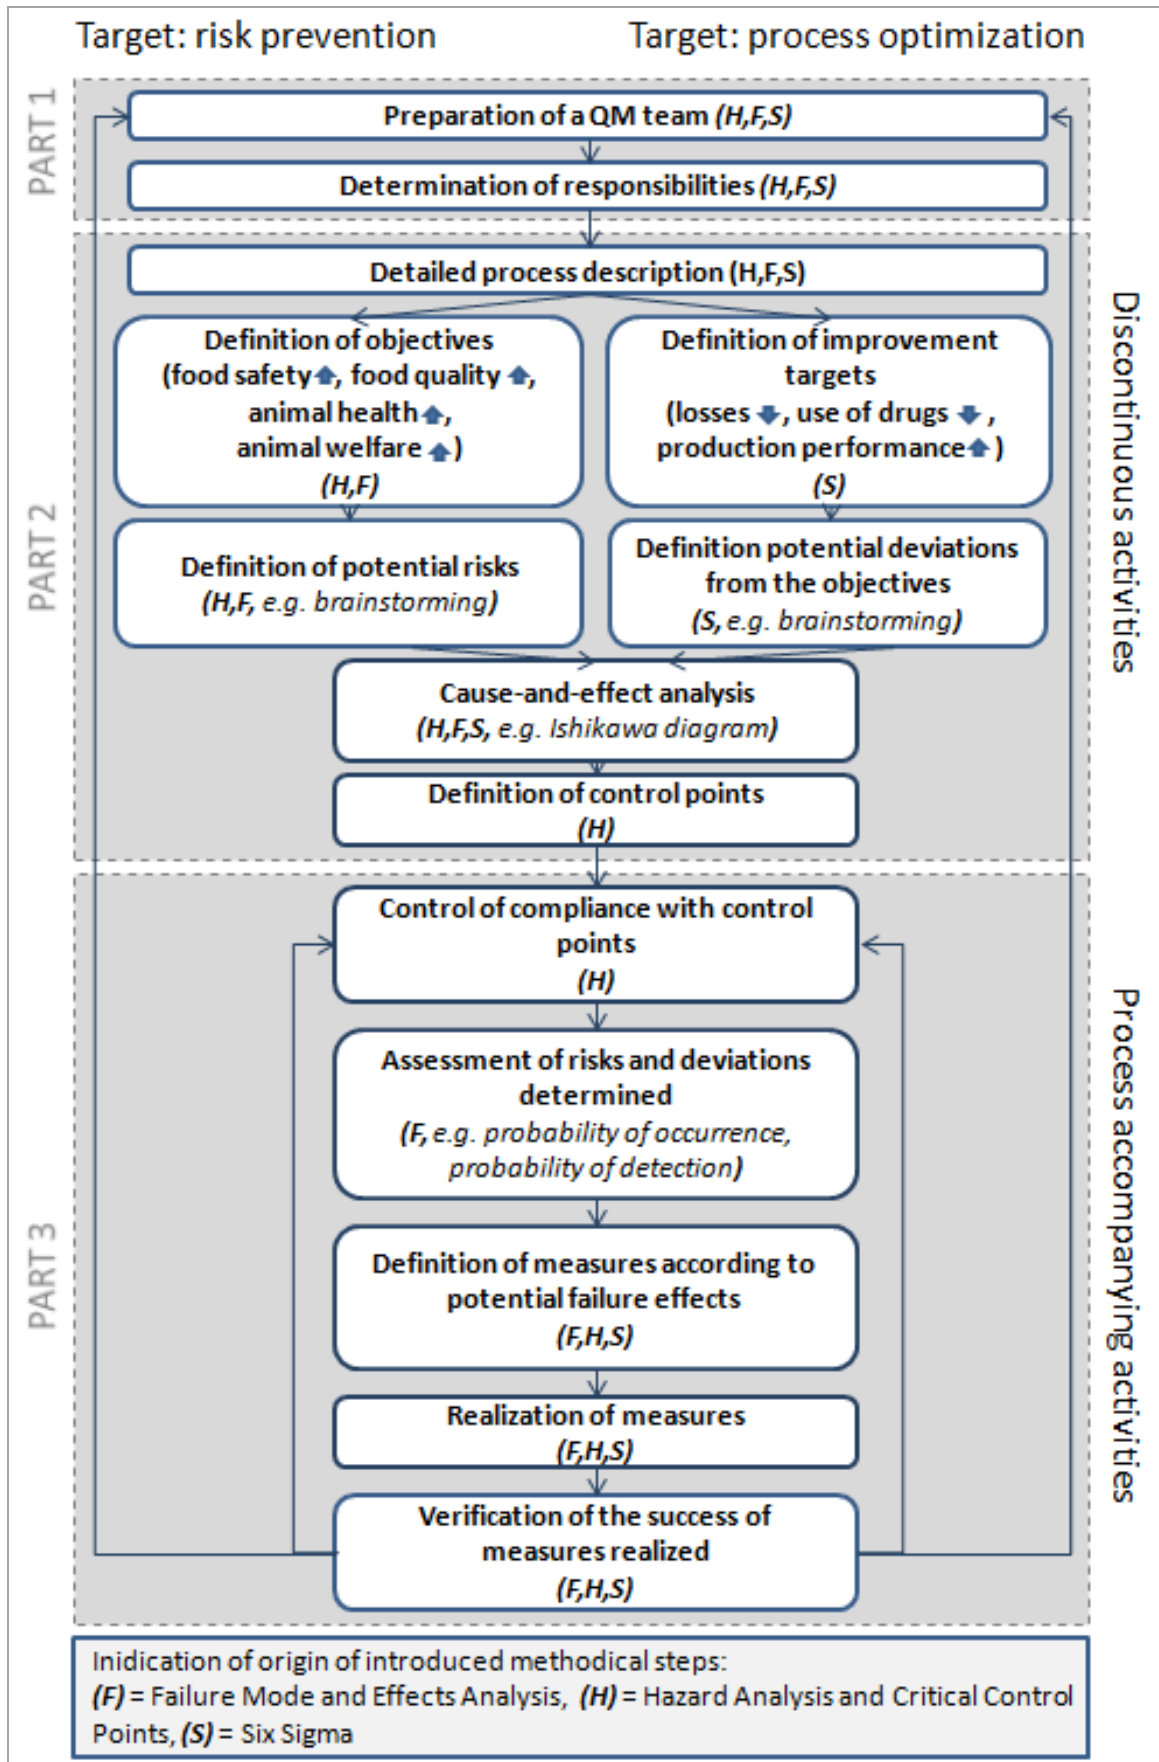 Target: risk prevention
Target: process optimization
PART 1
Preparation of a QM team (H,F,S)
Determination of responsibilities (H,F,S)
PART 2
Discontinuous activities
Detailed process description (H,F,S)
Definition of objectives
(food safety🡅, food quality 🡅,
animal health🡅,
animal welfare 🡅)
(H,F)
Definition of improvement
targets
(losses 🡇, use of drugs 🡇,
production performance🡅)
(S)
Definition of potential risks
(H,F, e.g. brainstorming)
Definition potential deviations
from the objectives
(S, e.g. brainstorming)
Cause-and-effect analysis
(H,F,S, e.g. Ishikawa diagram)
Definition of control points
(H)
PART 3
Process accompanying activities
Control of compliance with control
points
(H)
Assessment of risks and deviations
determined
(F, e.g. probability of occurrence,
probability of detection)
Definition of measures according to
potential failure effects
(F,H,S)
Realization of measures
(F,H,S)
Verification of the success of
measures realized
(F,H,S)
Inidication of origin of introduced methodical steps:
(F) = Failure Mode and Effects Analysis, (H) = Hazard Analysis and Critical Control
Points, (S) = Six Sigma